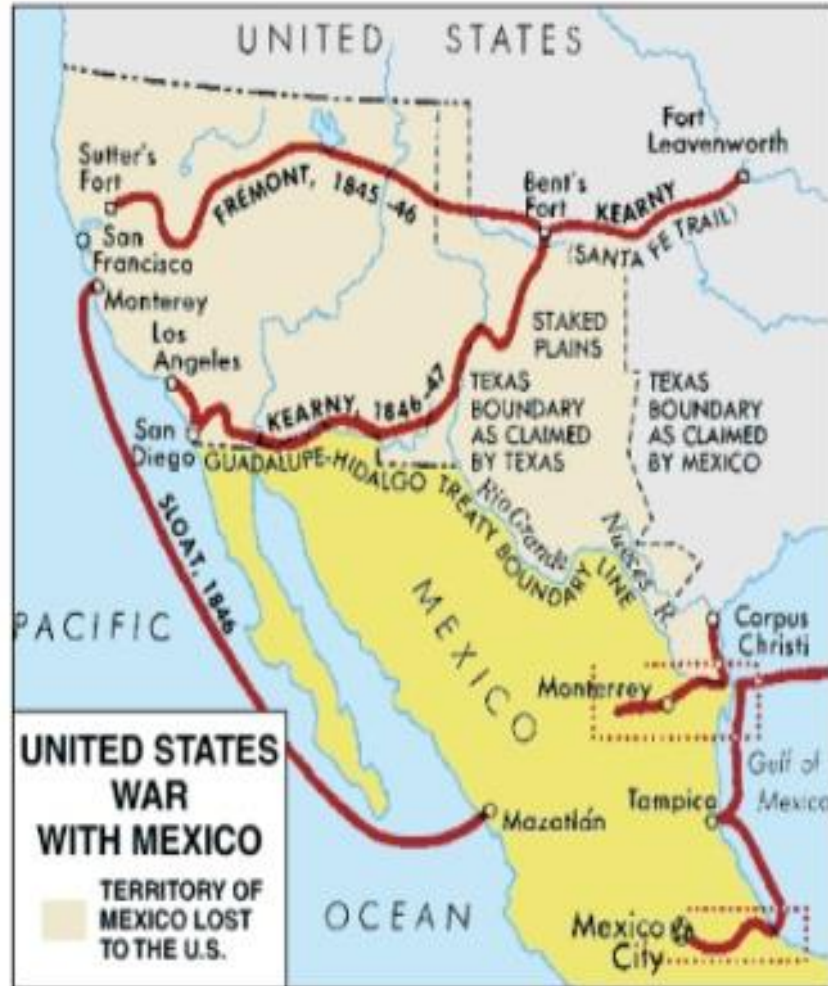 UNITED STATES
Fort
Leavenworth
Sutter's
Fort
FRÉMONT, 1845-46
Bent's
Fort
KEARNY
(SANTA FE TRAIL)
San
Francisco
Monterey
Los
Angeles
STAKED
PLAINS
KEARNY, 1846-47
TEXAS
BOUNDARY
AS CLAIMED
BY TEXAS
TEXAS
BOUNDARY
AS CLAIMED
BY MEXICO
San
Diego
GUADALUPE-HIDALGO TREATY BOUNDARY LINE
Rio Grande
Nueces R.
SLOAT, 1846
MEXICO
PACIFIC
Corpus
Christi
Monterrey
Gulf of
Mexico
Tampico
Mazatlán
OCEAN
Mexico
City
UNITED STATES
WAR
WITH MEXICO
TERRITORY OF
MEXICO LOST
TO THE U.S.